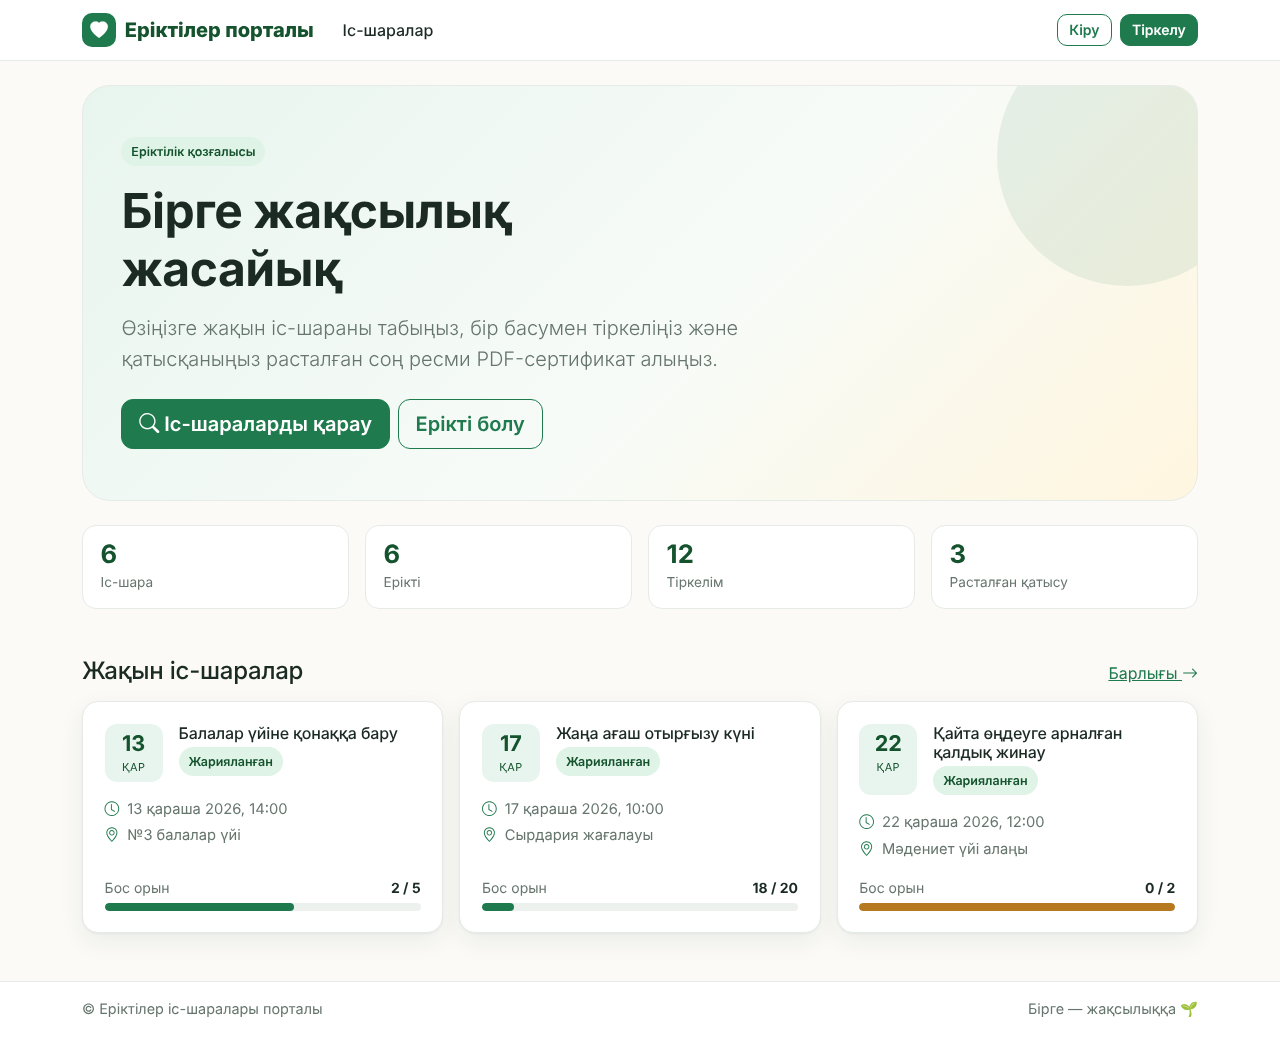 Еріктілер порталы
Іс-шаралар
Кіру
Тіркелу
Еріктілік қозғалысы
Бірге жақсылық
жасайық
Өзіңізге жақын іс-шараны табыңыз, бір басумен тіркеліңіз және
қатысқаныңыз расталған соң ресми PDF-сертификат алыңыз.
Іс-шараларды қарау
Ерікті болу
6
Іс-шара
6
Ерікті
12
Тіркелім
3
Расталған қатысу
Жақын іс-шаралар
Барлығы →
13
ҚАР
Балалар үйіне қонаққа бару
Жарияланған
13 қараша 2026, 14:00
№3 балалар үйі
Бос орын 2 / 5
17
ҚАР
Жаңа ағаш отырғызу күні
Жарияланған
17 қараша 2026, 10:00
Сырдария жағалауы
Бос орын 18 / 20
22
ҚАР
Қайта өңдеуге арналған
қалдық жинау
Жарияланған
22 қараша 2026, 12:00
Мәдениет үйі алаңы
Бос орын 0 / 2
© Еріктілер іс-шаралары порталы
Бірге — жақсылыққа 🌱